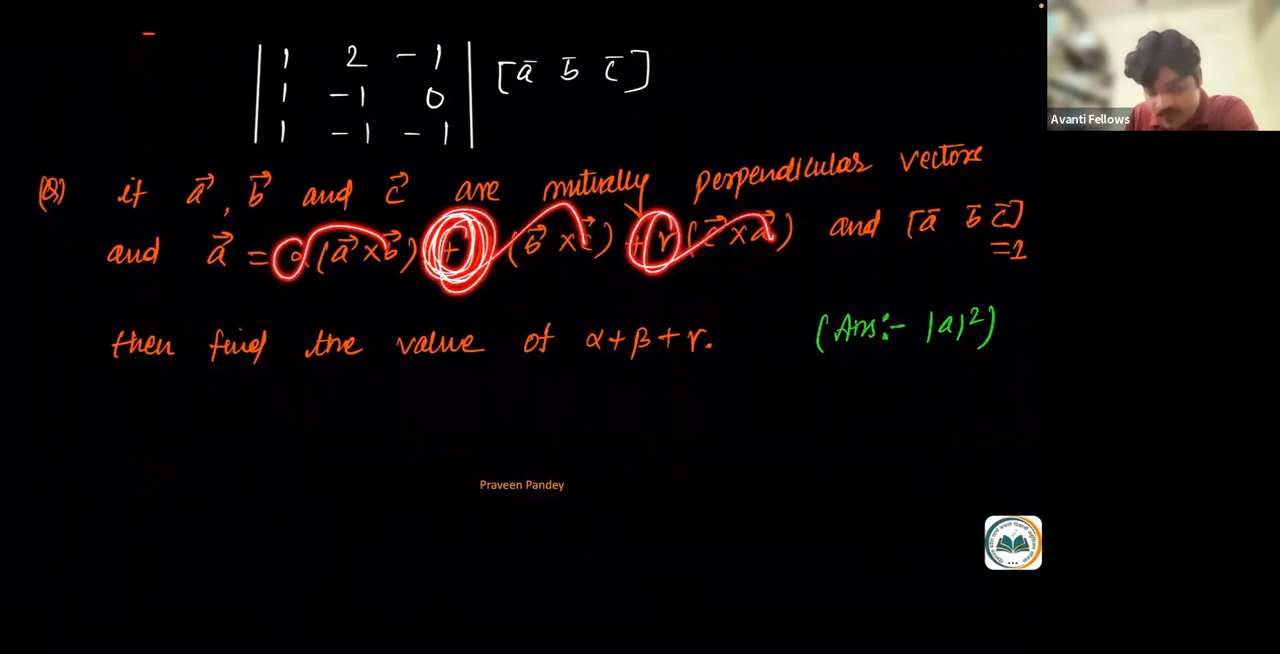 | 1 2 -1 |
| 1 -1 0 | [a̅ b̅ c̅]
| 1 -1 -1 |
Avanti Fellows
(Q) if a⃗, b⃗ and c⃗ are mutually perpendicular vectors
and a⃗ = α(a⃗×b⃗) + (b⃗×c⃗) + r(c⃗×a⃗) and [a̅ b̅ c̅] =1
then find the value of α+β+r. (Ans:- |a|²)
Praveen Pandey